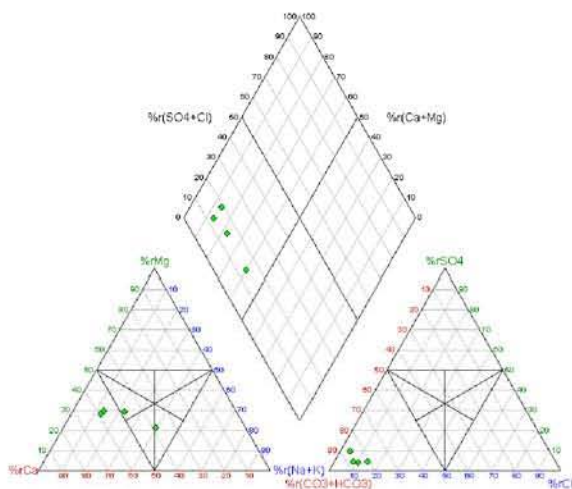 100 100
90 90
80 80
70 70
60 60
%r(SO4+Cl) 50 50 %r(Ca+Mg)
40 40
30 30
20 20
10 10
0 0
%rMg %rSO4
90 10 10 90
80 20 20 80
70 30 30 70
60 40 40 60
50 50 50 50
40 60 60 40
30 70 70 30
20 80 80 20
10 90 90 10
%rCa 90 80 70 60 50 40 30 20 10 %r(Na+K) 10 20 30 40 50 60 70 80 90 %rCl
%r(CO3+HCO3)